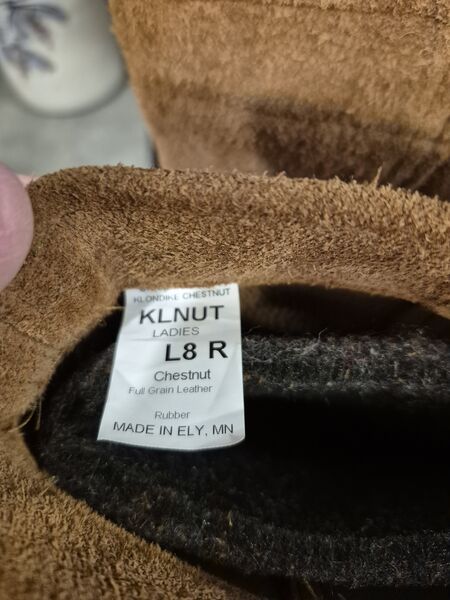 KLONDIKE CHESTNUT
KLNUT
LADIES
L8 R
Chestnut
Full Grain Leather
Rubber
MADE IN ELY, MN